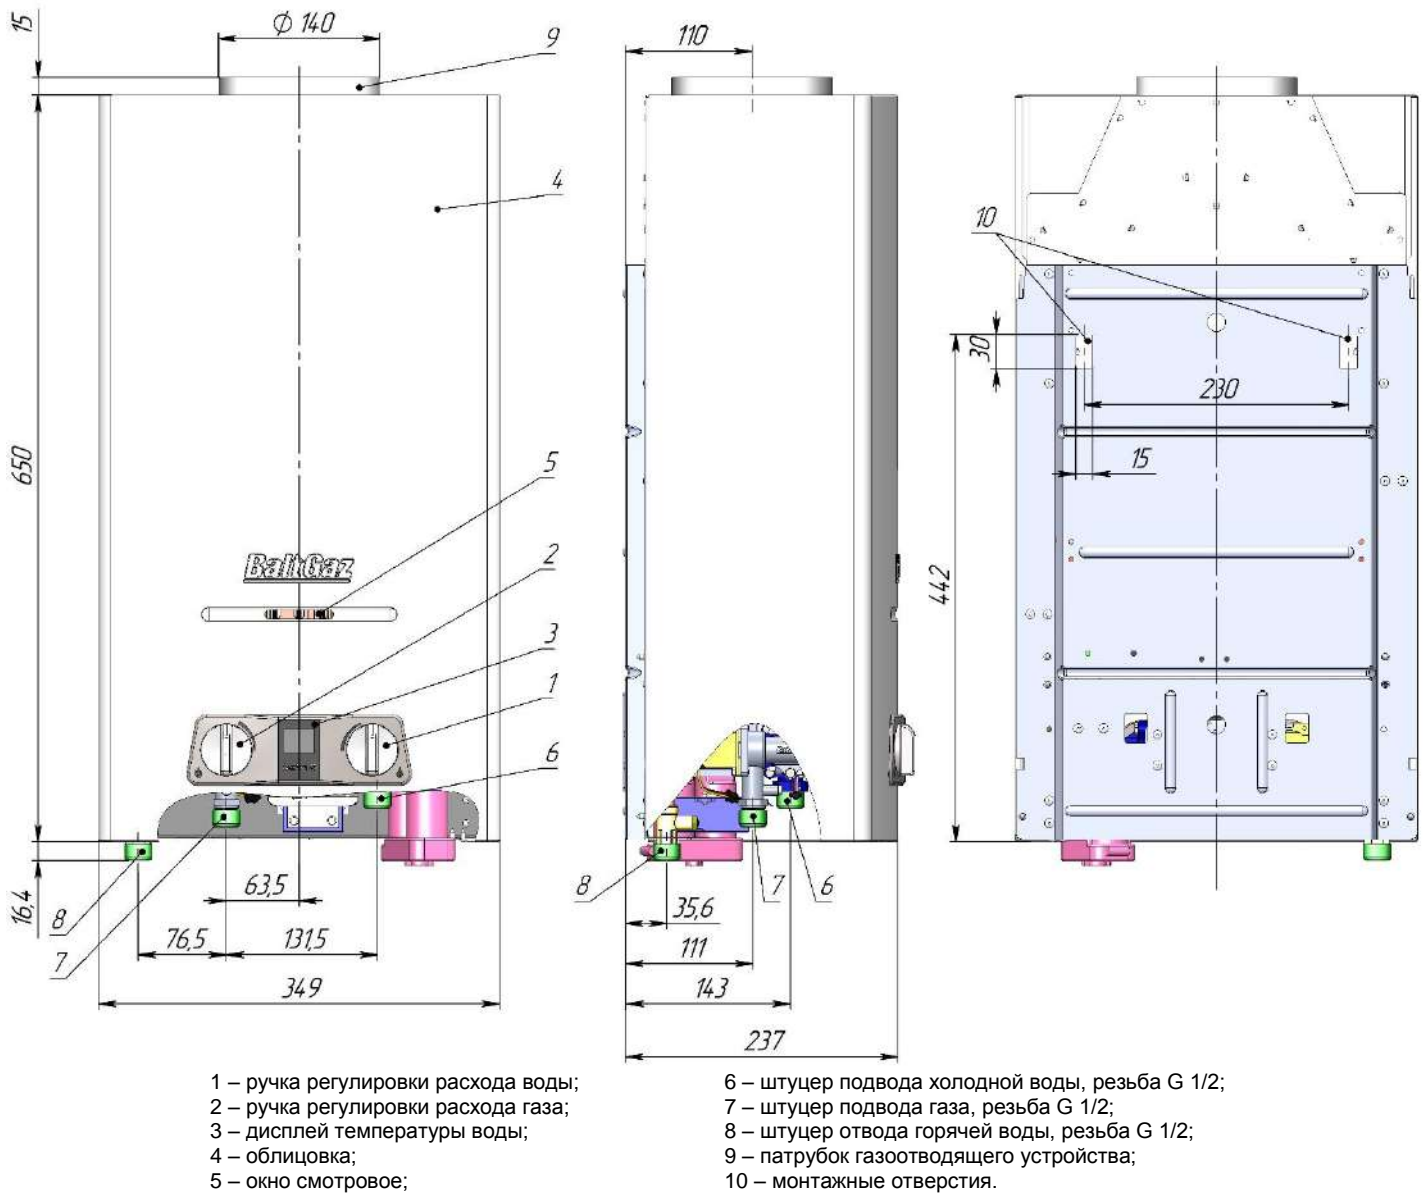 15
Ф 140
9
110
4
10
30
230
15
650
5
442
BaltGaz
2
3
1
6
7
8
16,4
63,5
76,5
131,5
349
8
7
6
35,6
111
143
237
1 – ручка регулировки расхода воды;
2 – ручка регулировки расхода газа;
3 – дисплей температуры воды;
4 – облицовка;
5 – окно смотровое;
6 – штуцер подвода холодной воды, резьба G 1/2;
7 – штуцер подвода газа, резьба G 1/2;
8 – штуцер отвода горячей воды, резьба G 1/2;
9 – патрубок газоотводящего устройства;
10 – монтажные отверстия.